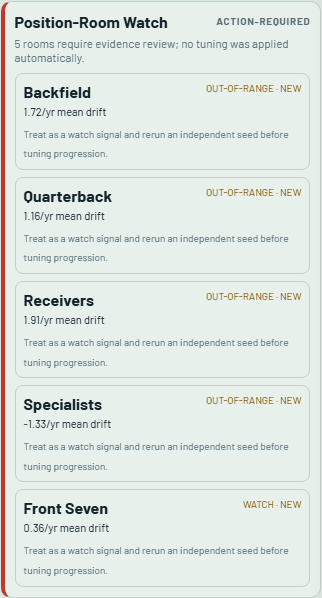 Position-Room Watch ACTION-REQUIRED
5 rooms require evidence review; no tuning was applied
automatically.
Backfield OUT-OF-RANGE · NEW
1.72/yr mean drift
Treat as a watch signal and rerun an independent seed before
tuning progression.
Quarterback OUT-OF-RANGE · NEW
1.16/yr mean drift
Treat as a watch signal and rerun an independent seed before
tuning progression.
Receivers OUT-OF-RANGE · NEW
1.91/yr mean drift
Treat as a watch signal and rerun an independent seed before
tuning progression.
Specialists OUT-OF-RANGE · NEW
-1.33/yr mean drift
Treat as a watch signal and rerun an independent seed before
tuning progression.
Front Seven WATCH · NEW
0.36/yr mean drift
Treat as a watch signal and rerun an independent seed before
tuning progression.